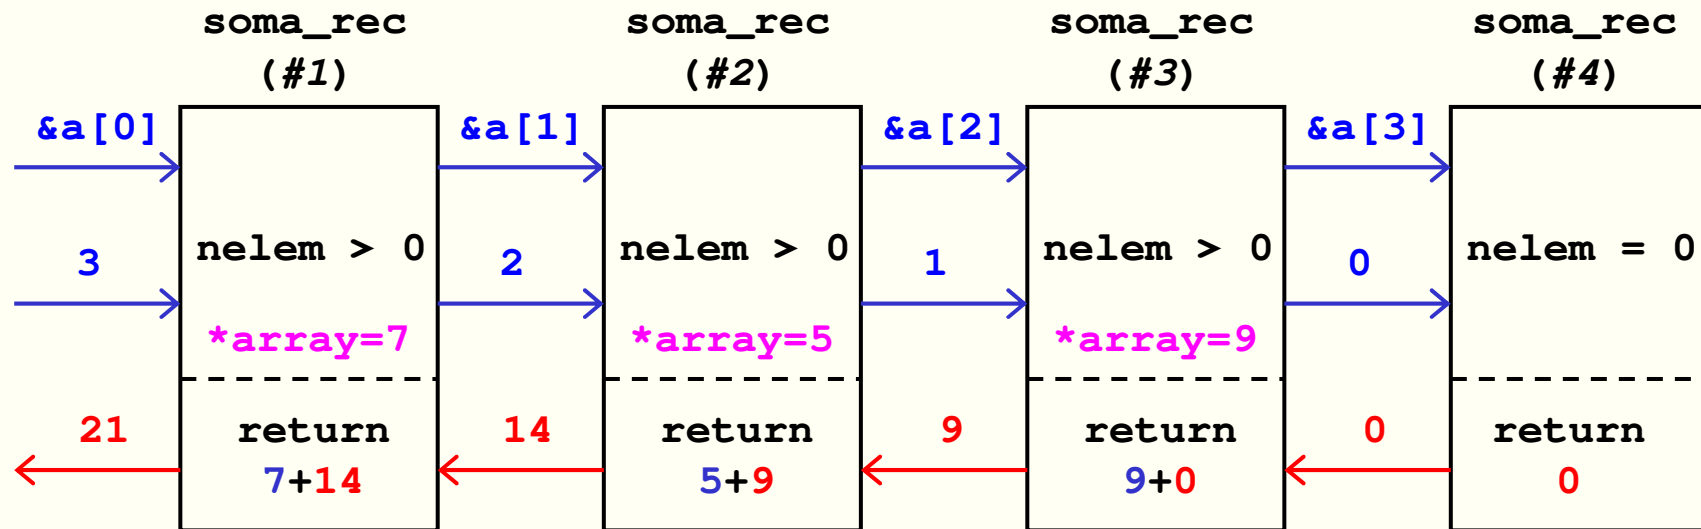 soma_rec soma_rec soma_rec soma_rec
(#1) (#2) (#3) (#4)
&a[0] &a[1] &a[2] &a[3]
3 nelem > 0 2 nelem > 0 1 nelem > 0 0 nelem = 0
*array=7 *array=5 *array=9
21 return 14 return 9 return 0 return
7+14 5+9 9+0 0